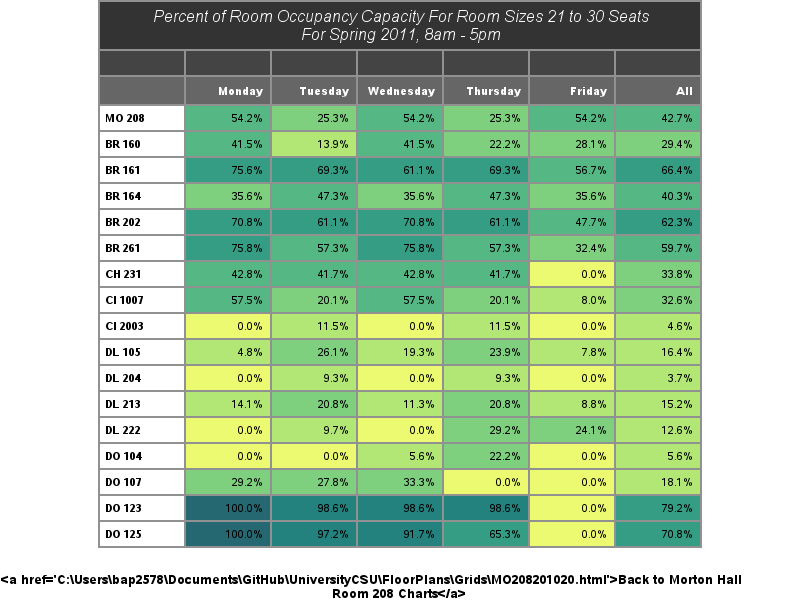 Percent of Room Occupancy Capacity For Room Sizes 21 to 30 Seats
For Spring 2011, 8am - 5pm
Monday Tuesday Wednesday Thursday Friday All
MO 208 54.2% 25.3% 54.2% 25.3% 54.2% 42.7%
BR 160 41.5% 13.9% 41.5% 22.2% 28.1% 29.4%
BR 161 75.6% 69.3% 61.1% 69.3% 56.7% 66.4%
BR 164 35.6% 47.3% 35.6% 47.3% 35.6% 40.3%
BR 202 70.8% 61.1% 70.8% 61.1% 47.7% 62.3%
BR 261 75.8% 57.3% 75.8% 57.3% 32.4% 59.7%
CH 231 42.8% 41.7% 42.8% 41.7% 0.0% 33.8%
CI 1007 57.5% 20.1% 57.5% 20.1% 8.0% 32.6%
CI 2003 0.0% 11.5% 0.0% 11.5% 0.0% 4.6%
DL 105 4.8% 26.1% 19.3% 23.9% 7.8% 16.4%
DL 204 0.0% 9.3% 0.0% 9.3% 0.0% 3.7%
DL 213 14.1% 20.8% 11.3% 20.8% 8.8% 15.2%
DL 222 0.0% 9.7% 0.0% 29.2% 24.1% 12.6%
DO 104 0.0% 0.0% 5.6% 22.2% 0.0% 5.6%
DO 107 29.2% 27.8% 33.3% 0.0% 0.0% 18.1%
DO 123 100.0% 98.6% 98.6% 98.6% 0.0% 79.2%
DO 125 100.0% 97.2% 91.7% 65.3% 0.0% 70.8%
<a href='C:\Users\bap2578\Documents\GitHub\UniversityCSU\FloorPlans\Grids\MO208201020.html'>Back to Morton Hall
Room 208 Charts</a>